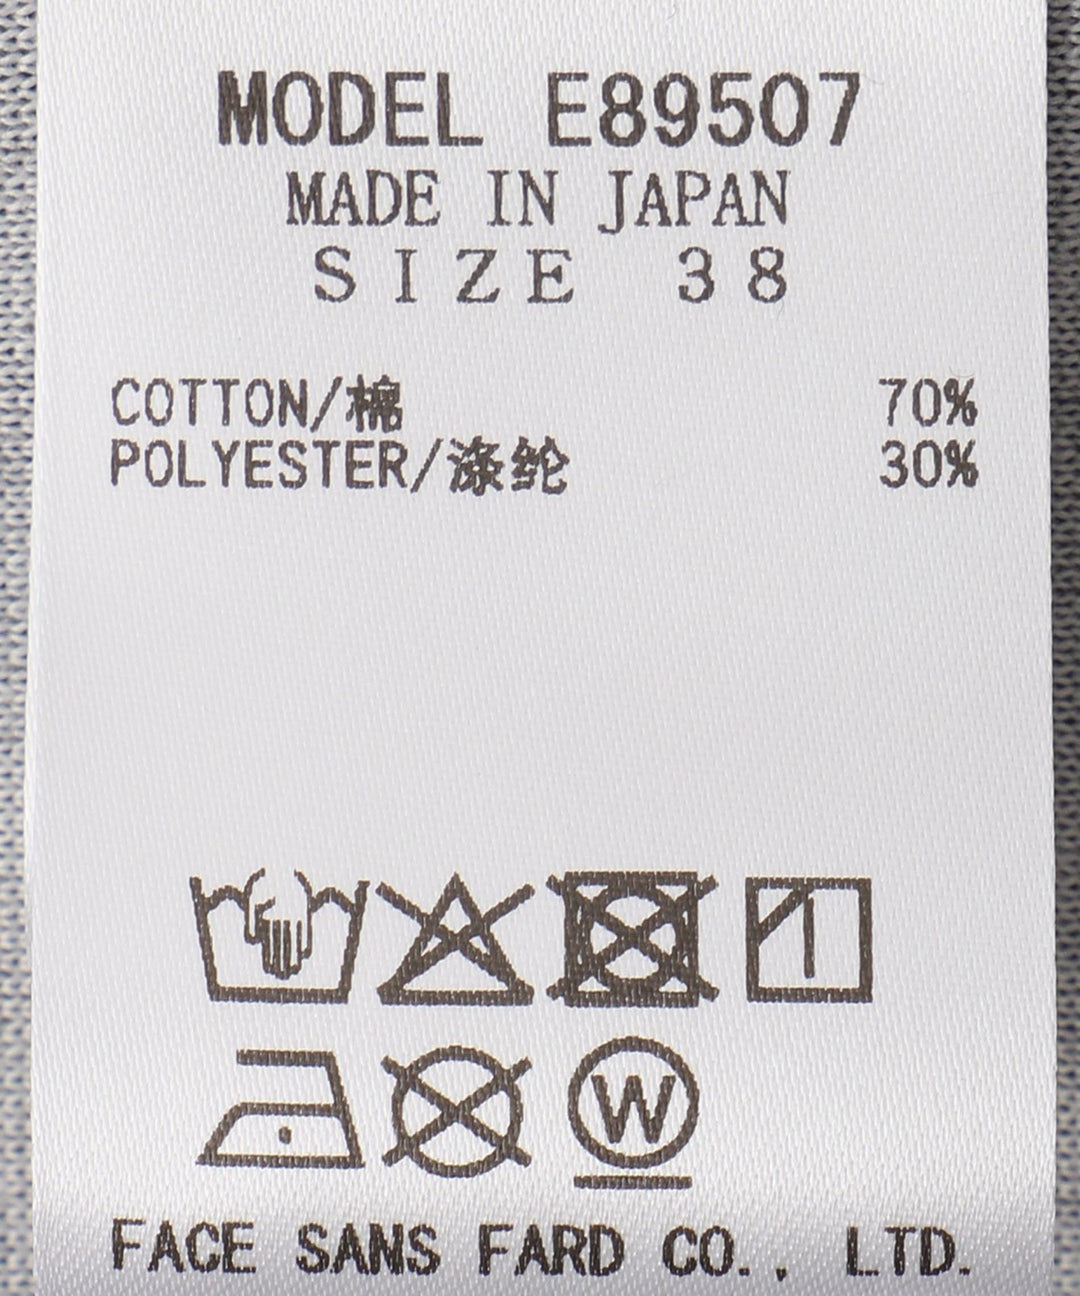 MODEL E89507
MADE IN JAPAN
SIZE 38
COTTON/棉 70%
POLYESTER/涤纶 30%
W
FACE SANS FARD CO., LTD.